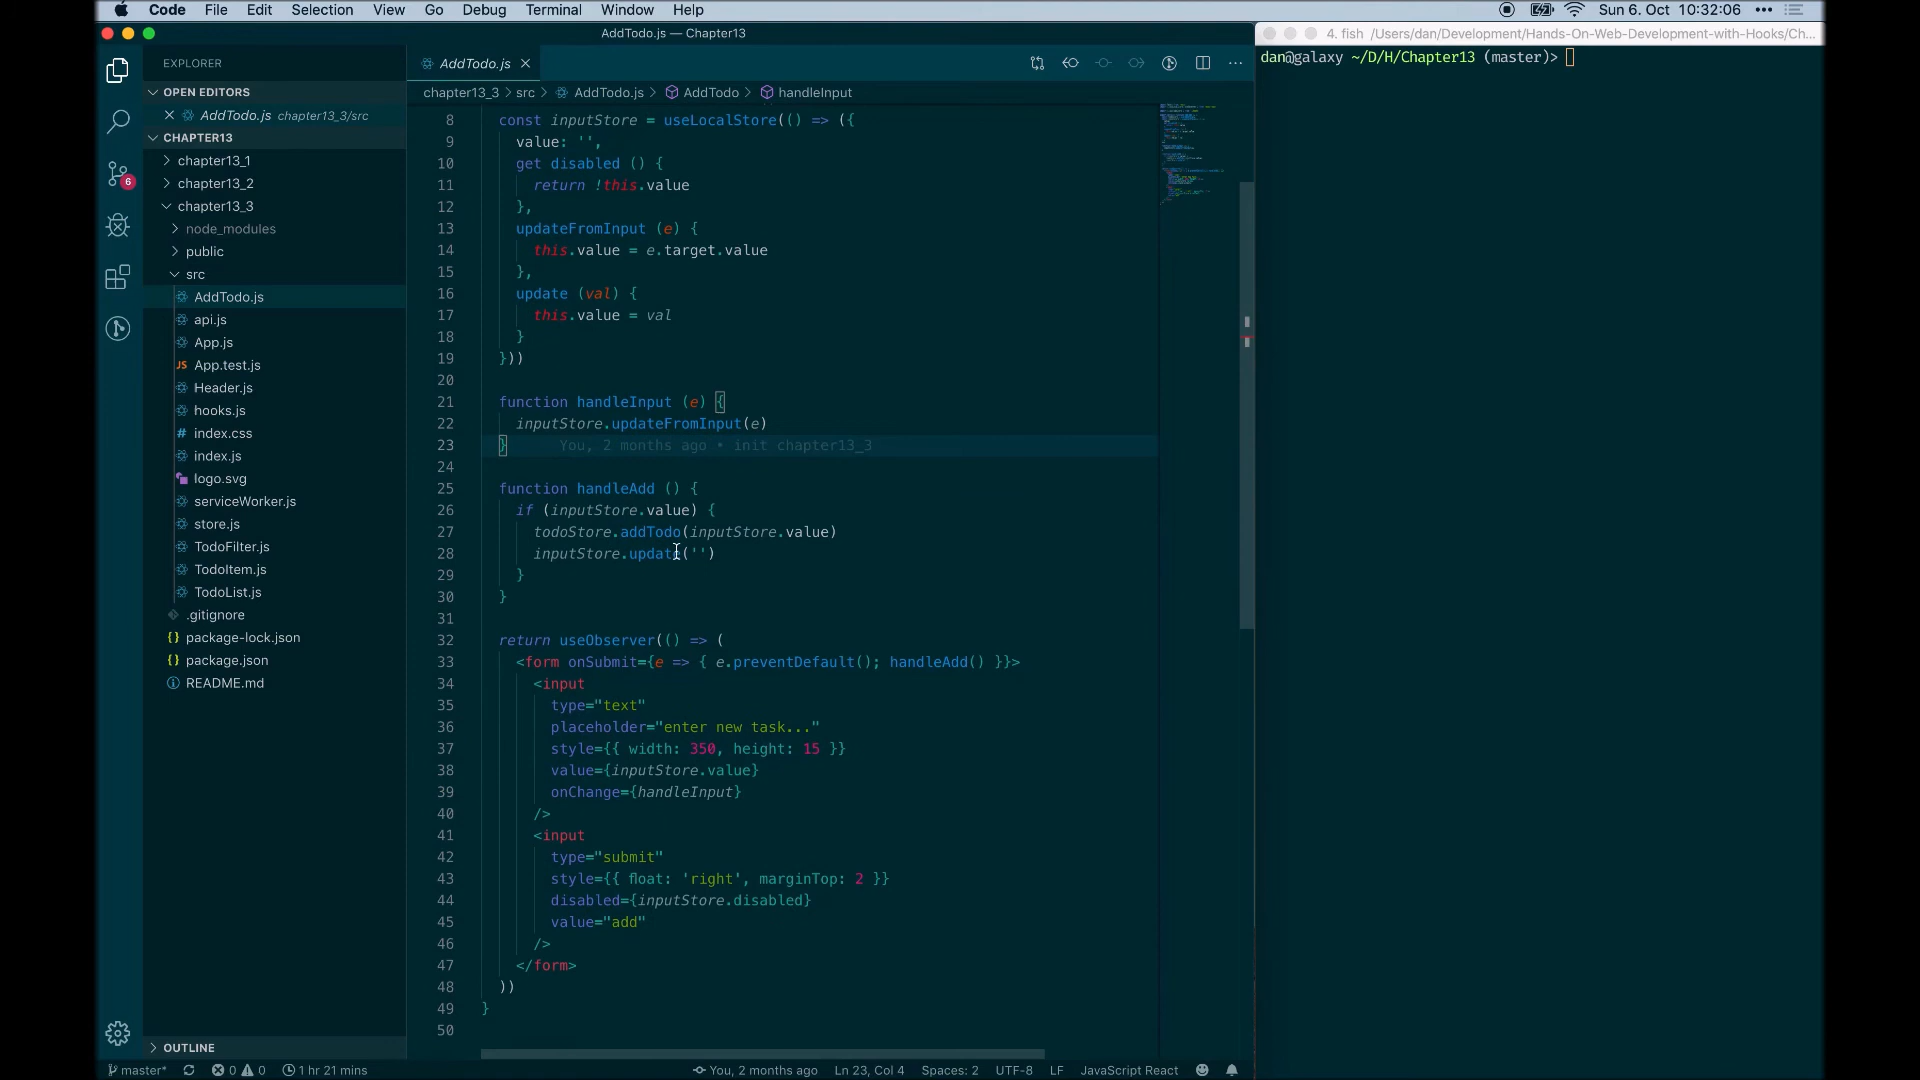 Code File Edit Selection View Go Debug Terminal Window Help
Sun 6. Oct 10:32:06
AddTodo.js — Chapter13
4. fish /Users/dan/Development/Hands-On-Web-Development-with-Hooks/Ch...
EXPLORER
AddTodo.js
dan@galaxy ~/D/H/Chapter13 (master)>
OPEN EDITORS
AddTodo.js chapter13_3/src
chapter13_3 > src > AddTodo.js > AddTodo > handleInput
CHAPTER13
chapter13_1
chapter13_2
6
chapter13_3
node_modules
public
src
AddTodo.js
api.js
App.js
JS App.test.js
Header.js
hooks.js
index.css
index.js
logo.svg
serviceWorker.js
store.js
TodoFilter.js
TodoItem.js
TodoList.js
.gitignore
{} package-lock.json
{} package.json
README.md
OUTLINE
8 const inputStore = useLocalStore(() => ({
9 value: '',
10 get disabled () {
11 return !this.value
12 },
13 updateFromInput (e) {
14 this.value = e.target.value
15 },
16 update (val) {
17 this.value = val
18 }
19 }))
20
21 function handleInput (e) {
22 inputStore.updateFromInput(e)
23 } You, 2 months ago • init chapter13_3
24
25 function handleAdd () {
26 if (inputStore.value) {
27 todoStore.addTodo(inputStore.value)
28 inputStore.update('')
29 }
30 }
31
32 return useObserver(() => (
33 <form onSubmit={e => { e.preventDefault(); handleAdd() }}>
34 <input
35 type="text"
36 placeholder="enter new task..."
37 style={{ width: 350, height: 15 }}
38 value={inputStore.value}
39 onChange={handleInput}
40 />
41 <input
42 type="submit"
43 style={{ float: 'right', marginTop: 2 }}
44 disabled={inputStore.disabled}
45 value="add"
46 />
47 </form>
48 ))
49 }
50
master* 0 0 1 hr 21 mins You, 2 months ago Ln 23, Col 4 Spaces: 2 UTF-8 LF JavaScript React